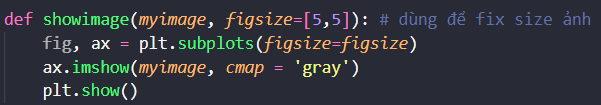 def showimage(myimage, figsize=[5,5]): # dùng để fix size ảnh
    fig, ax = plt.subplots(figsize=figsize)
    ax.imshow(myimage, cmap = 'gray')
    plt.show()